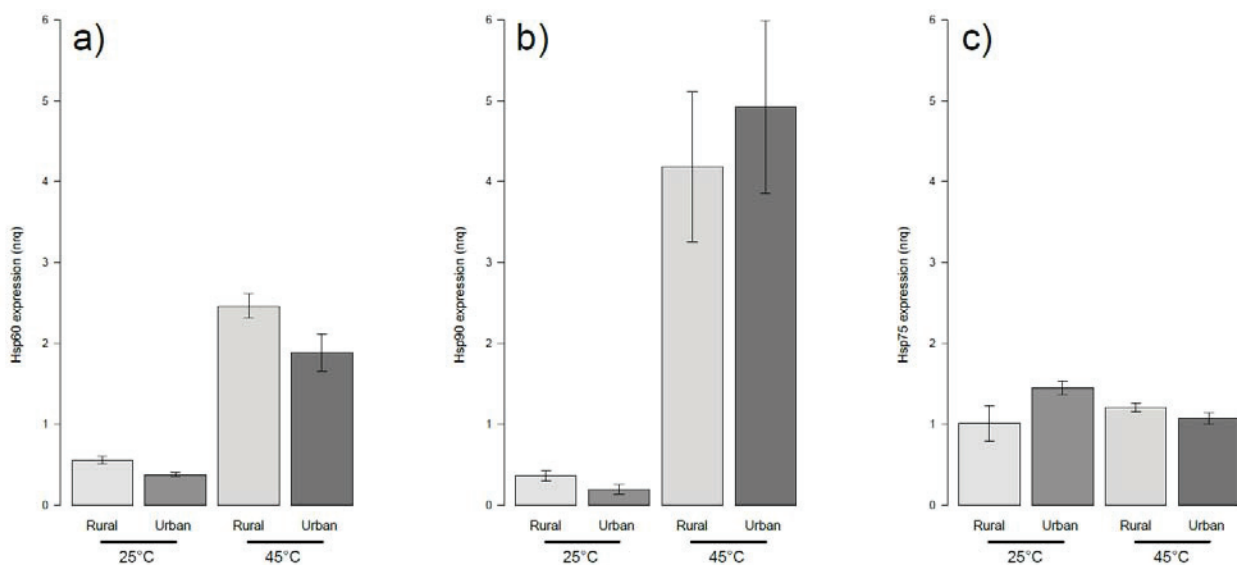 a)
Hsp60 expression (nrq)
6
5
4
3
2
1
0
Rural Urban Rural Urban
25°C 45°C
b)
Hsp90 expression (nrq)
6
5
4
3
2
1
0
Rural Urban Rural Urban
25°C 45°C
c)
Hsp75 expression (nrq)
6
5
4
3
2
1
0
Rural Urban Rural Urban
25°C 45°C